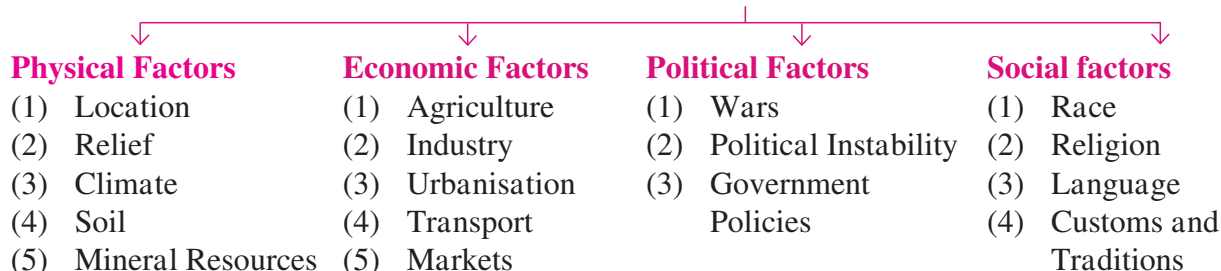 Physical Factors
(1) Location
(2) Relief
(3) Climate
(4) Soil
(5) Mineral Resources
Economic Factors
(1) Agriculture
(2) Industry
(3) Urbanisation
(4) Transport
(5) Markets
Political Factors
(1) Wars
(2) Political Instability
(3) Government
Policies
Social factors
(1) Race
(2) Religion
(3) Language
(4) Customs and
Traditions